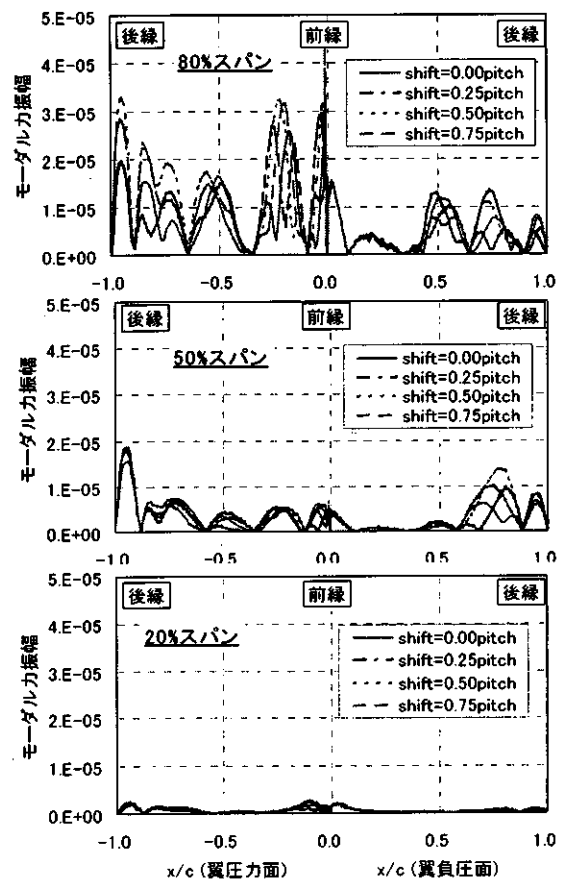 5.E-05
4.E-05
3.E-05
2.E-05
1.E-05
0.E+00
モーダル力振幅
後縁
前縁
後縁
80%スパン
shift=0.00pitch
shift=0.25pitch
shift=0.50pitch
shift=0.75pitch
-1.0 -0.5 0.0 0.5 1.0
5.E-05
4.E-05
3.E-05
2.E-05
1.E-05
0.E+00
モーダル力振幅
後縁
前縁
後縁
50%スパン
shift=0.00pitch
shift=0.25pitch
shift=0.50pitch
shift=0.75pitch
-1.0 -0.5 0.0 0.5 1.0
5.E-05
4.E-05
3.E-05
2.E-05
1.E-05
0.E+00
モーダル力振幅
後縁
前縁
後縁
20%スパン
shift=0.00pitch
shift=0.25pitch
shift=0.50pitch
shift=0.75pitch
-1.0 -0.5 0.0 0.5 1.0
x/c (翼圧力面) x/c (翼負圧面)